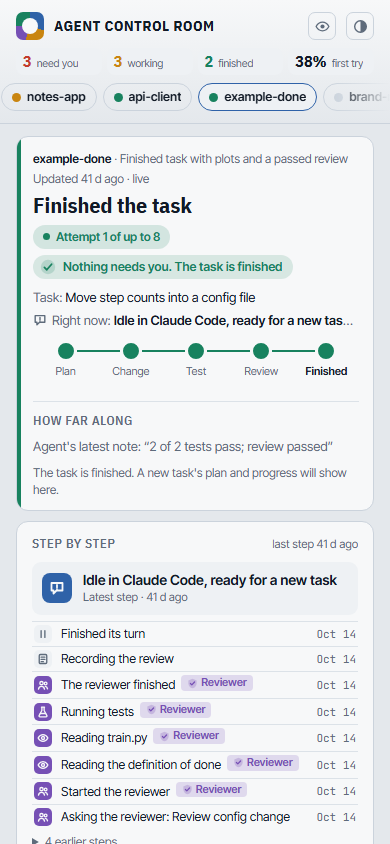 AGENT CONTROL ROOM
3 need you 3 working 2 finished 38% first try
notes-app api-client example-done brand-
example-done · Finished task with plots and a passed review
Updated 41 d ago · live
Finished the task
Attempt 1 of up to 8
Nothing needs you. The task is finished
Task: Move step counts into a config file
Right now: Idle in Claude Code, ready for a new tas...
Plan Change Test Review Finished
HOW FAR ALONG
Agent's latest note: “2 of 2 tests pass; review passed”
The task is finished. A new task's plan and progress will show
here.
STEP BY STEP last step 41 d ago
Idle in Claude Code, ready for a new task
Latest step · 41 d ago
Finished its turn Oct 14
Recording the review Oct 14
The reviewer finished Reviewer Oct 14
Running tests Reviewer Oct 14
Reading train.py Reviewer Oct 14
Reading the definition of done Reviewer Oct 14
Started the reviewer Reviewer Oct 14
Asking the reviewer: Review config change Oct 14
4 earlier steps